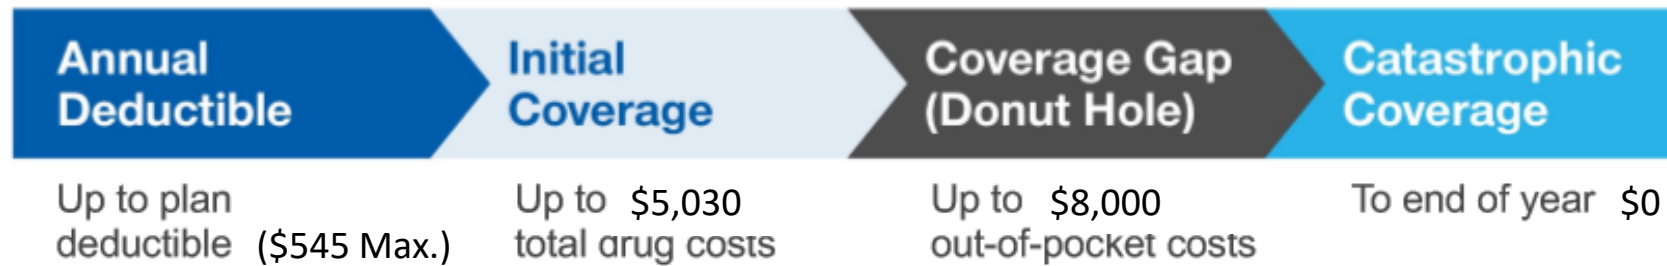 Annual
Deductible
Initial
Coverage
Coverage Gap
(Donut Hole)
Catastrophic
Coverage
Up to plan
deductible ($545 Max.)
Up to $5,030
total drug costs
Up to $8,000
out-of-pocket costs
To end of year $0